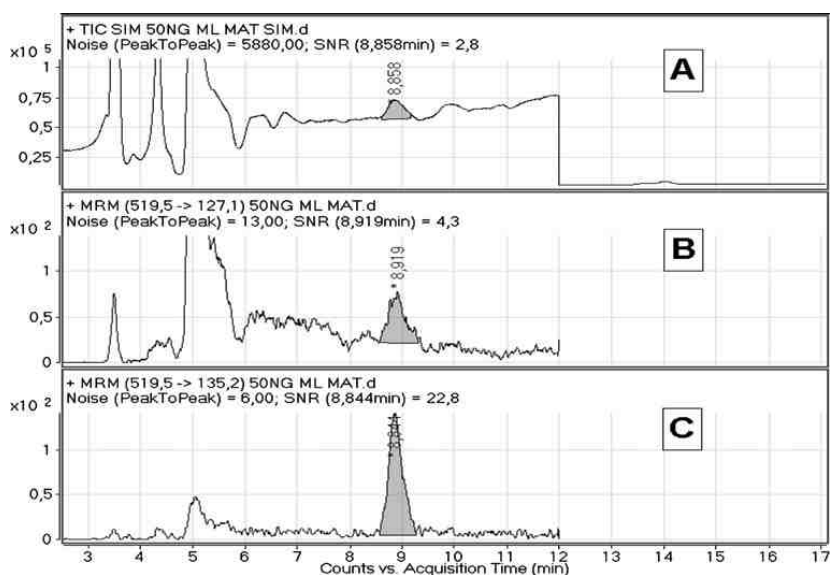 + TIC SIM 50NG ML MAT SIM.d
Noise (PeakToPeak) = 5880,00; SNR (8,858min) = 2,8
x10 5
A
1
0,75
0,5
0,25
8,858
+ MRM (519,5 -> 127,1) 50NG ML MAT.d
Noise (PeakToPeak) = 13,00; SNR (8,919min) = 4,3
x10 2
B
1
0,5
0
* 8,919
+ MRM (519,5 -> 135,2) 50NG ML MAT.d
Noise (PeakToPeak) = 6,00; SNR (8,844min) = 22,8
x10 2
C
1
0,5
0
3 4 5 6 7 8 9 10 11 12 13 14 15 16 17
Counts vs. Acquisition Time (min)